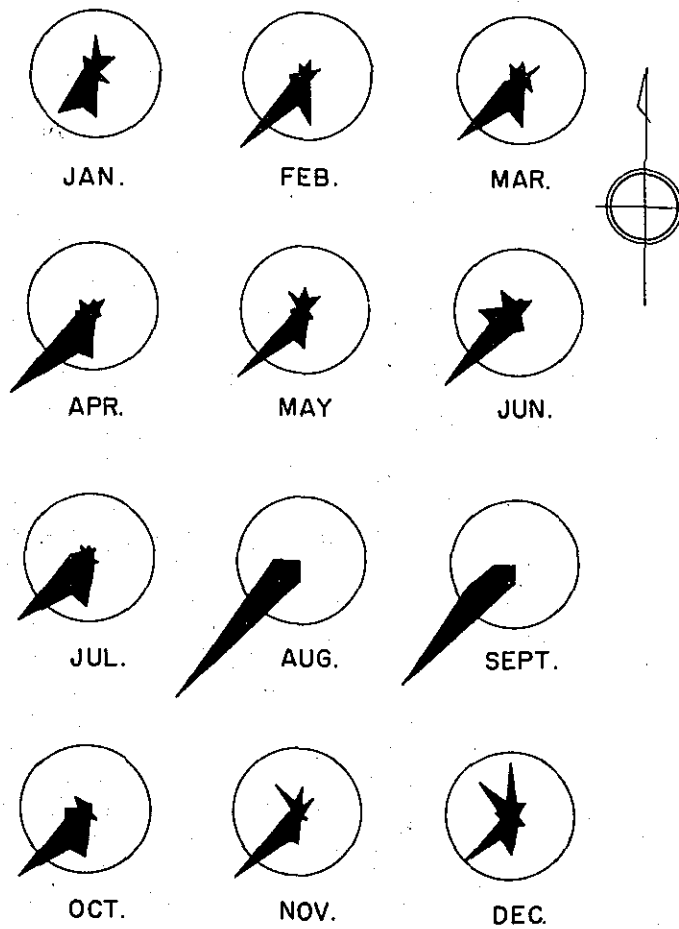 JAN. FEB. MAR.
APR. MAY JUN.
JUL. AUG. SEPT.
OCT. NOV. DEC.